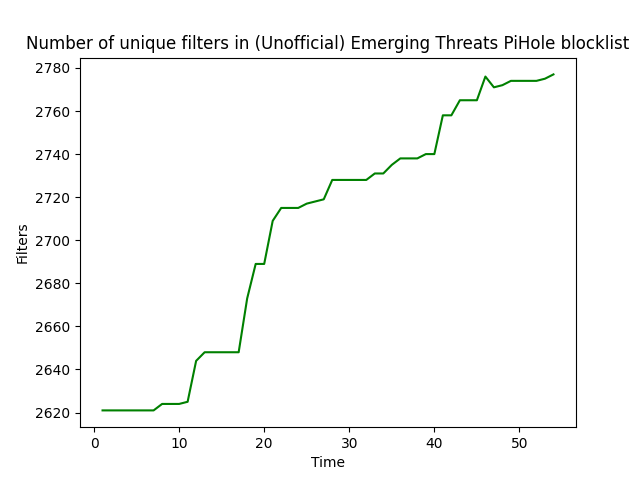 Number of unique filters in (Unofficial) Emerging Threats PiHole blocklist
2780
2760
2740
2720
2700
2680
2660
2640
2620
Filters
0 10 20 30 40 50
Time